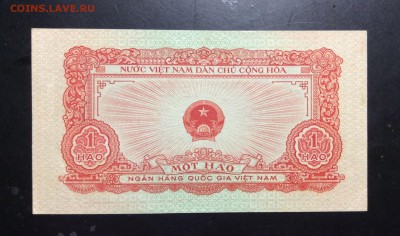 COINS.LAVE.RU
NƯỚC VIỆT NAM DÂN CHỦ CỘNG HÒA
1 1
HÀO HÀO
MỘT HÀO
NGÂN HÀNG QUỐC GIA VIỆT NAM